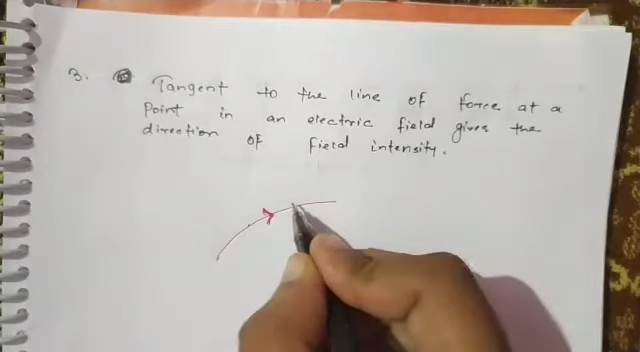 3. Tangent to the line of force at a
Point in an electric field gives the
direction of field intensity.